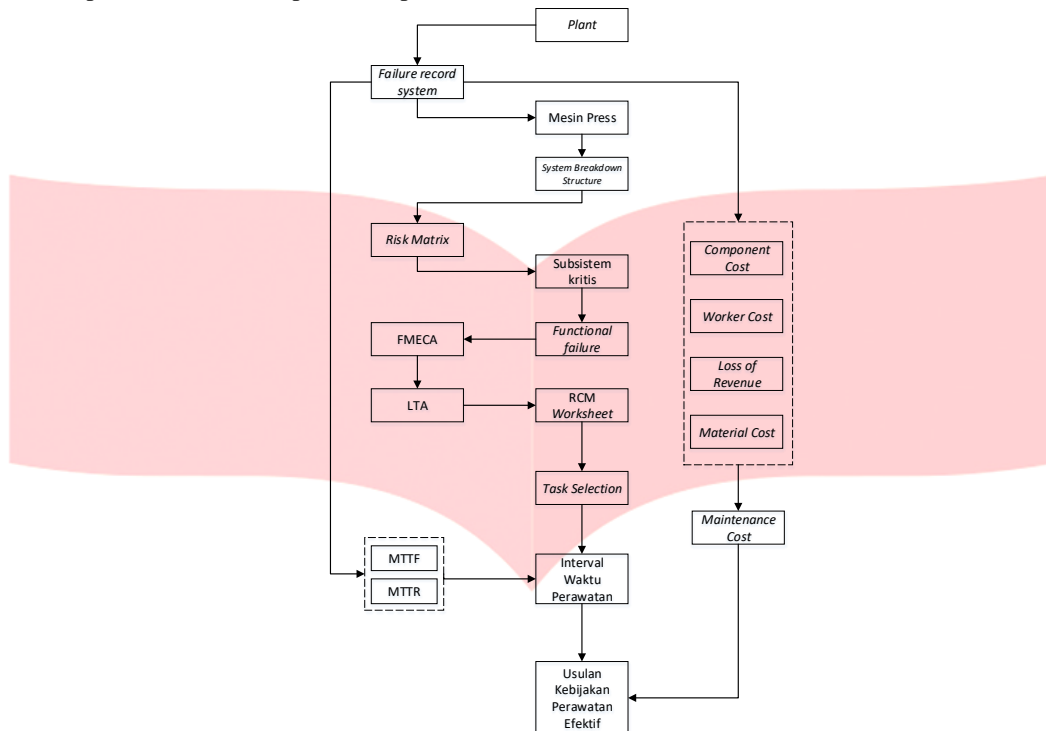 Plant
Failure record
system
Mesin Press
System Breakdown
Structure
Risk Matrix
Subsistem
kritis
Component
Cost
Worker Cost
FMECA
Functional
failure
Loss of
Revenue
LTA
RCM
Worksheet
Material Cost
Task Selection
Maintenance
Cost
MTTF
MTTR
Interval
Waktu
Perawatan
Usulan
Kebijakan
Perawatan
Efektif